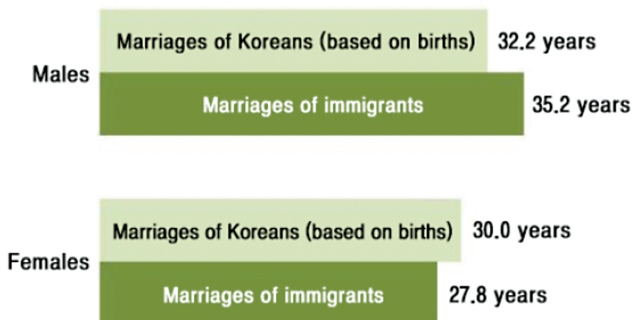 Marriages of Koreans (based on births) 32.2 years
Males
Marriages of immigrants 35.2 years
Marriages of Koreans (based on births) 30.0 years
Females
Marriages of immigrants 27.8 years